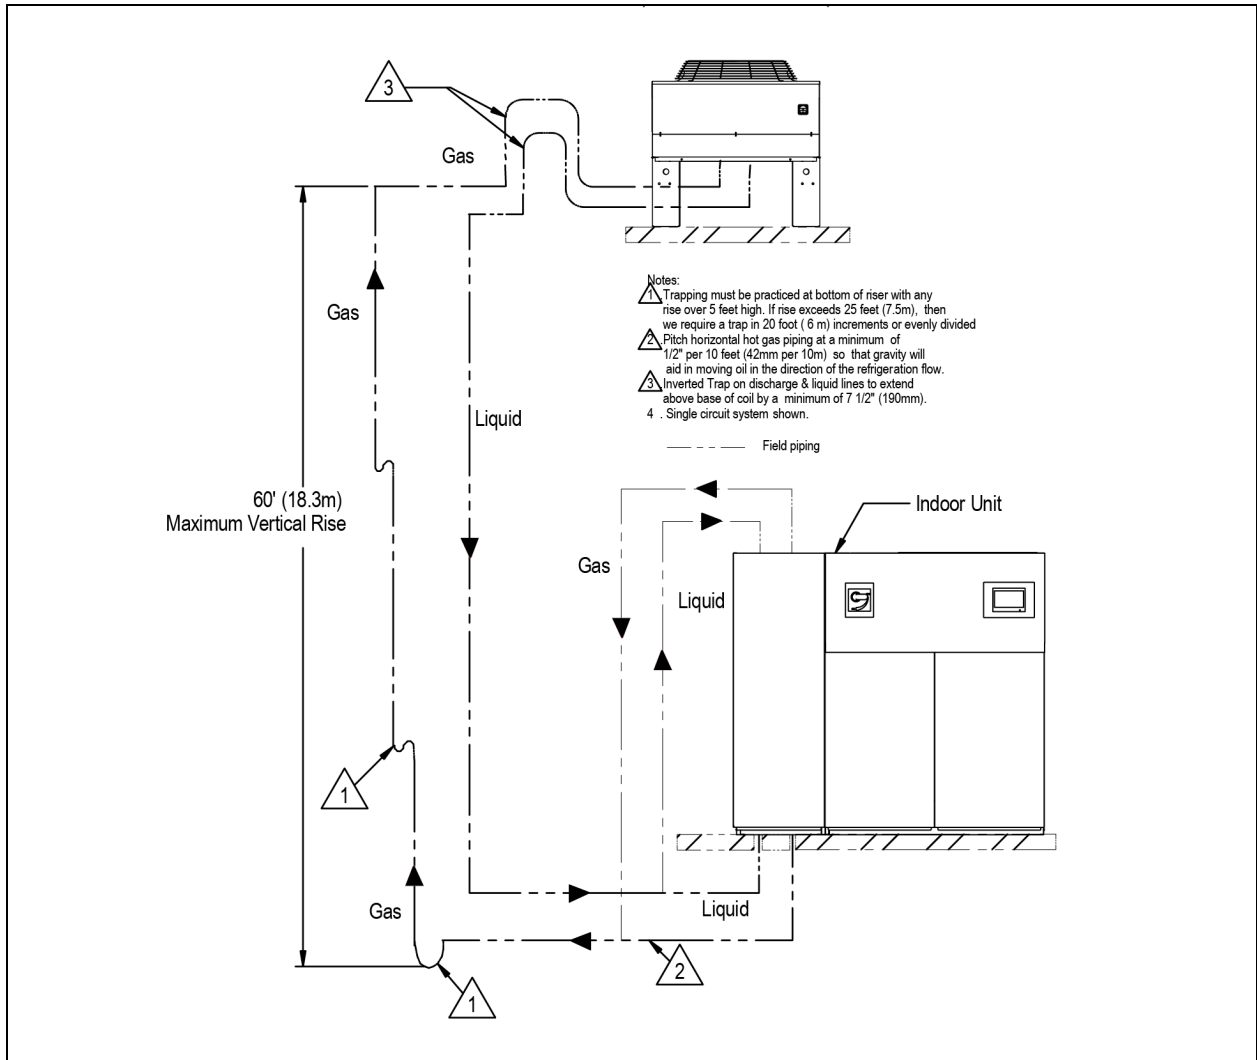 3
Gas
Gas
Notes:
1 Trapping must be practiced at bottom of riser with any
rise over 5 feet high. If rise exceeds 25 feet (7.5m), then
we require a trap in 20 foot ( 6 m) increments or evenly divided
2 .Pitch horizontal hot gas piping at a minimum of
1/2" per 10 feet (42mm per 10m) so that gravity will
aid in moving oil in the direction of the refrigeration flow.
3 Inverted Trap on discharge & liquid lines to extend
above base of coil by a minimum of 7 1/2" (190mm).
4 . Single circuit system shown.
Field piping
Liquid
60' (18.3m)
Maximum Vertical Rise
Indoor Unit
Gas
Liquid
1
Gas
Liquid
2
1